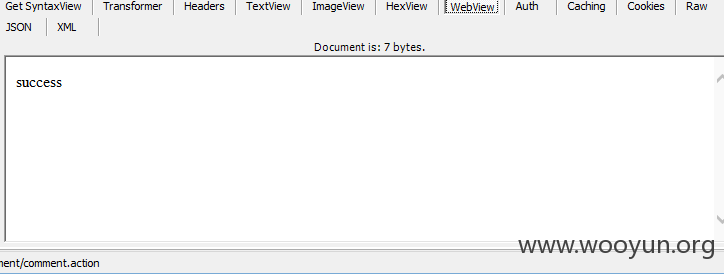 Get SyntaxView Transformer Headers TextView ImageView HexView WebView Auth Caching Cookies Raw
JSON XML
Document is: 7 bytes.
success
www.wooyun.org
nent/comment.action